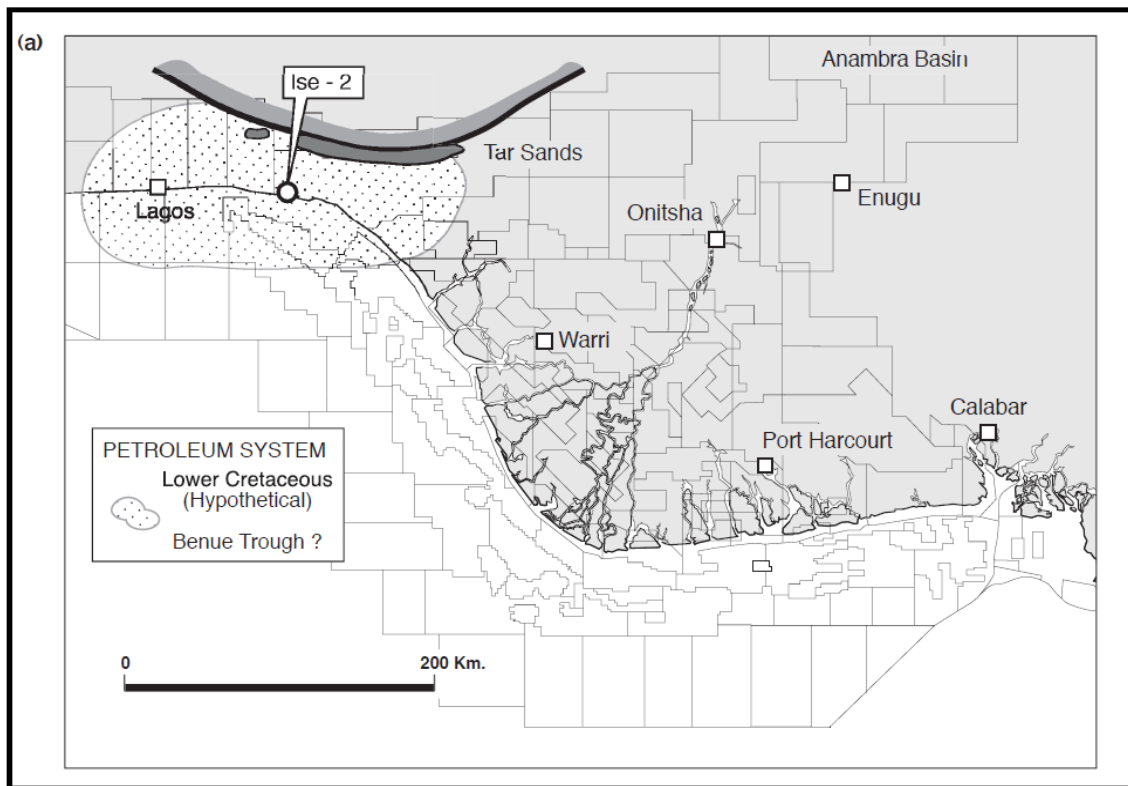 (a)
Anambra Basin
Ise - 2
Tar Sands
Enugu
Lagos
Onitsha
Warri
Calabar
Port Harcourt
PETROLEUM SYSTEM
Lower Cretaceous
(Hypothetical)
Benue Trough ?
0 200 Km.